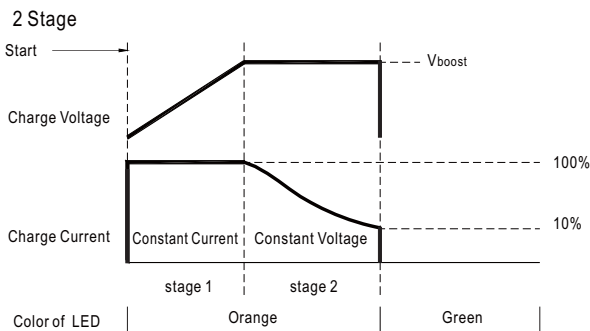 2 Stage
Start
Vboost
Charge Voltage
100%
10%
Charge Current
Constant Current
Constant Voltage
stage 1
stage 2
Color of LED
Orange
Green